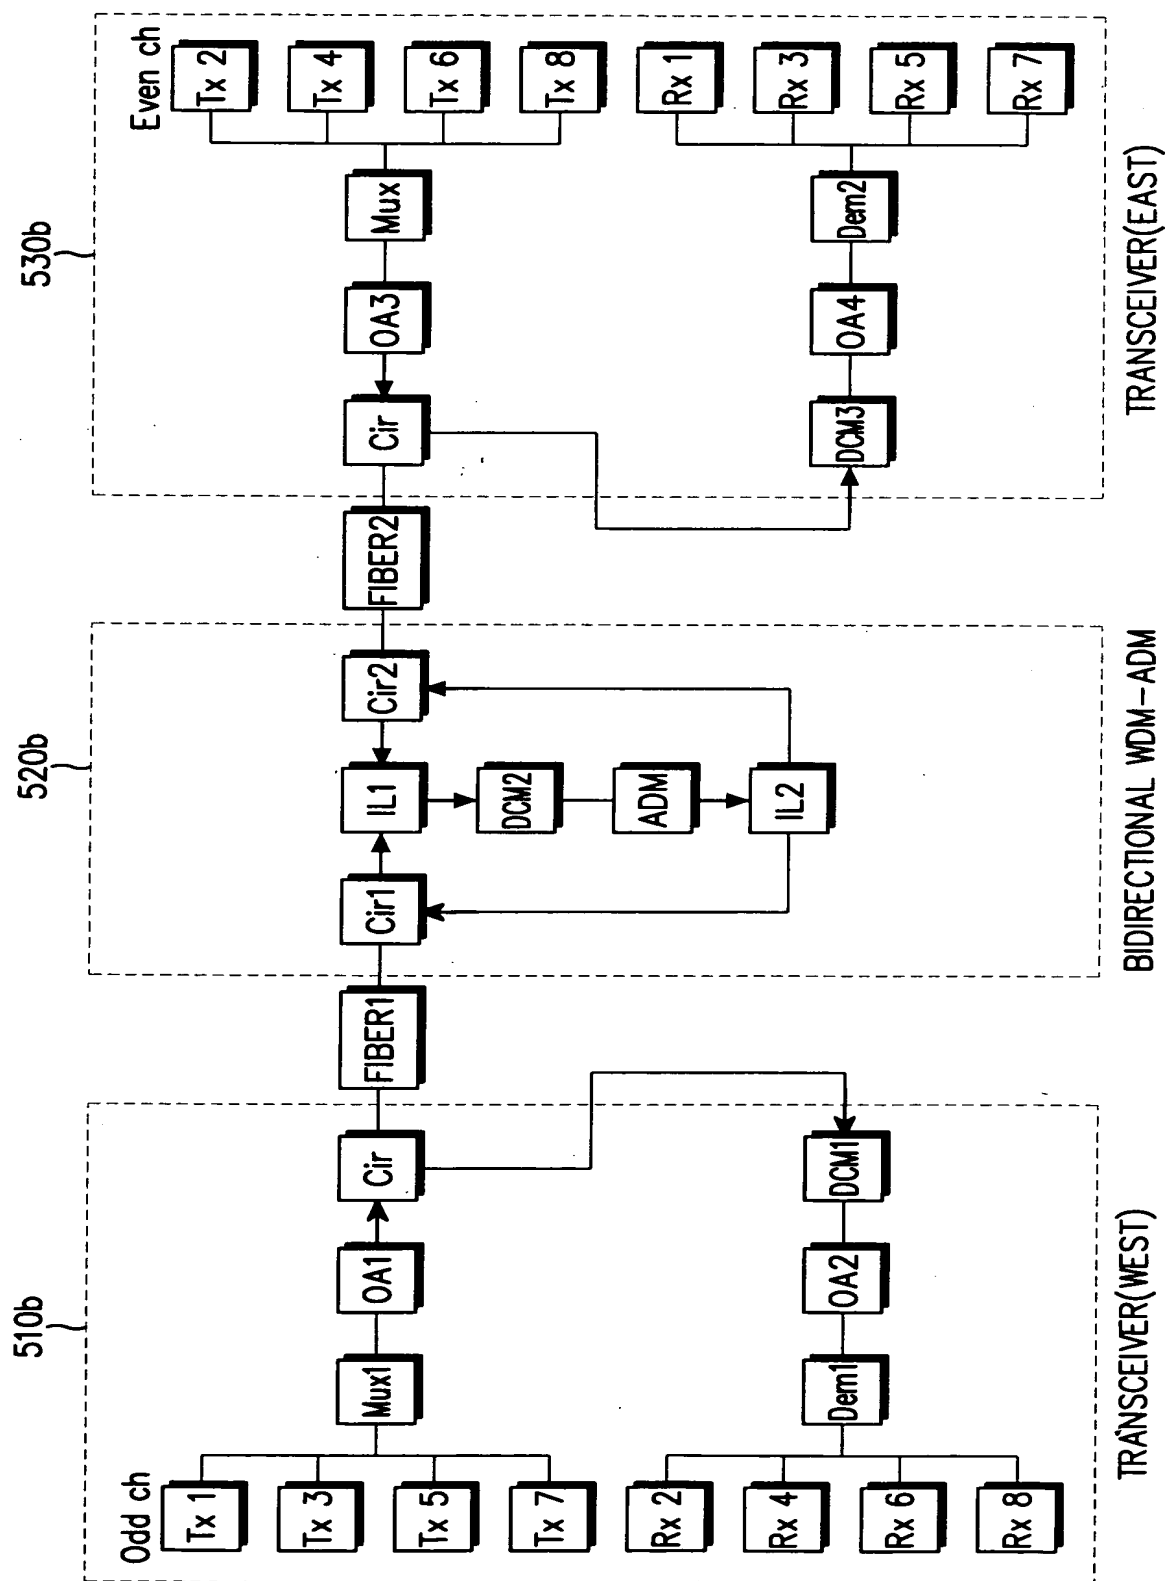 510b
520b
530b
Odd ch
Even ch
Tx 1
Tx 3
Tx 5
Tx 7
Mux1
OA1
Cir
FIBER1
Cir1
IL1
Cir2
FIBER2
Cir
OA3
Mux
Tx 2
Tx 4
Tx 6
Tx 8
DCM2
ADM
IL2
Rx 2
Rx 4
Rx 6
Rx 8
Dem1
OA2
DCM1
DCM3
OA4
Dem2
Rx 1
Rx 3
Rx 5
Rx 7
TRANSCEIVER(WEST)
BIDIRECTIONAL WDM-ADM
TRANSCEIVER(EAST)